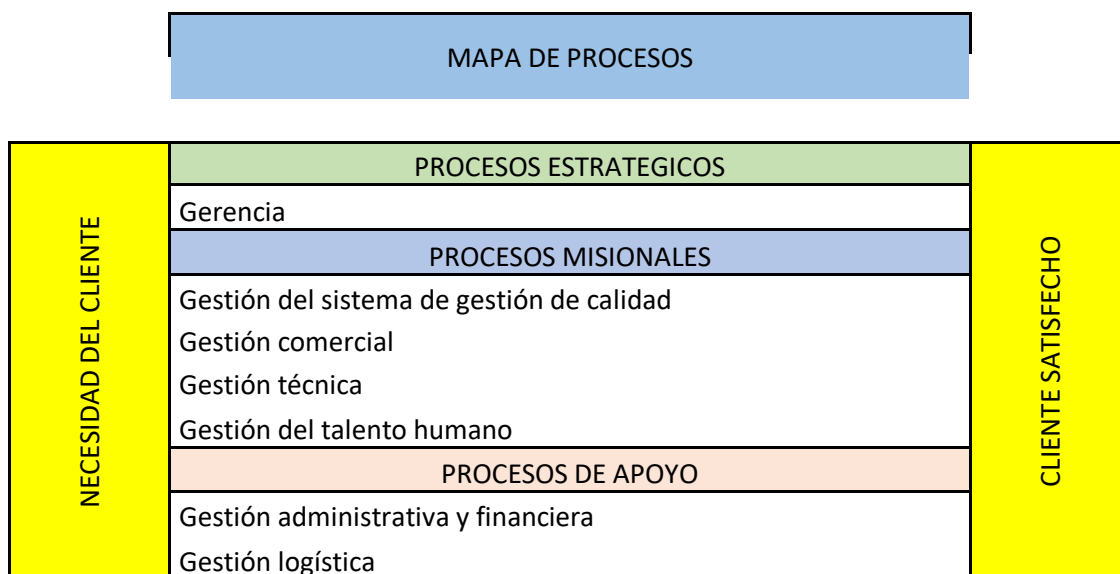 MAPA DE PROCESOS
NECESIDAD DEL CLIENTE
PROCESOS ESTRATEGICOS
Gerencia
PROCESOS MISIONALES
Gestión del sistema de gestión de calidad
Gestión comercial
Gestión técnica
Gestión del talento humano
PROCESOS DE APOYO
Gestión administrativa y financiera
Gestión logística
CLIENTE SATISFECHO